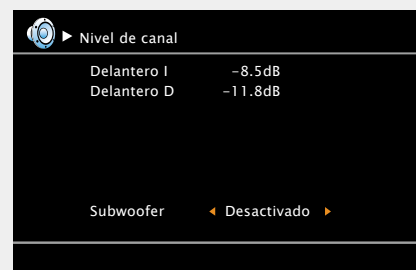 Nivel de canal
Delantero I -8.5dB
Delantero D -11.8dB
Subwoofer Desactivado